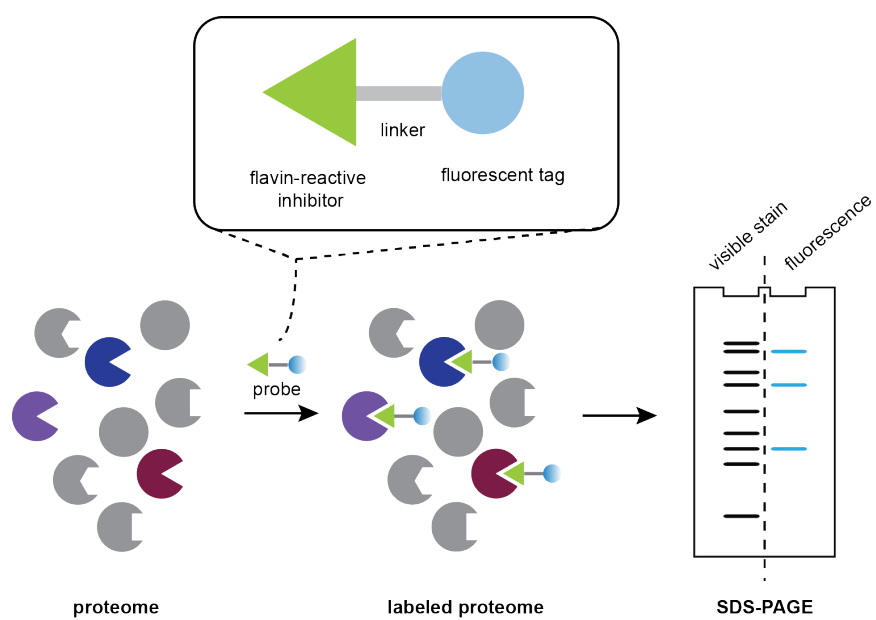 linker
flavin-reactive
inhibitor
fluorescent tag
visible stain
fluorescence
probe
proteome
labeled proteome
SDS-PAGE